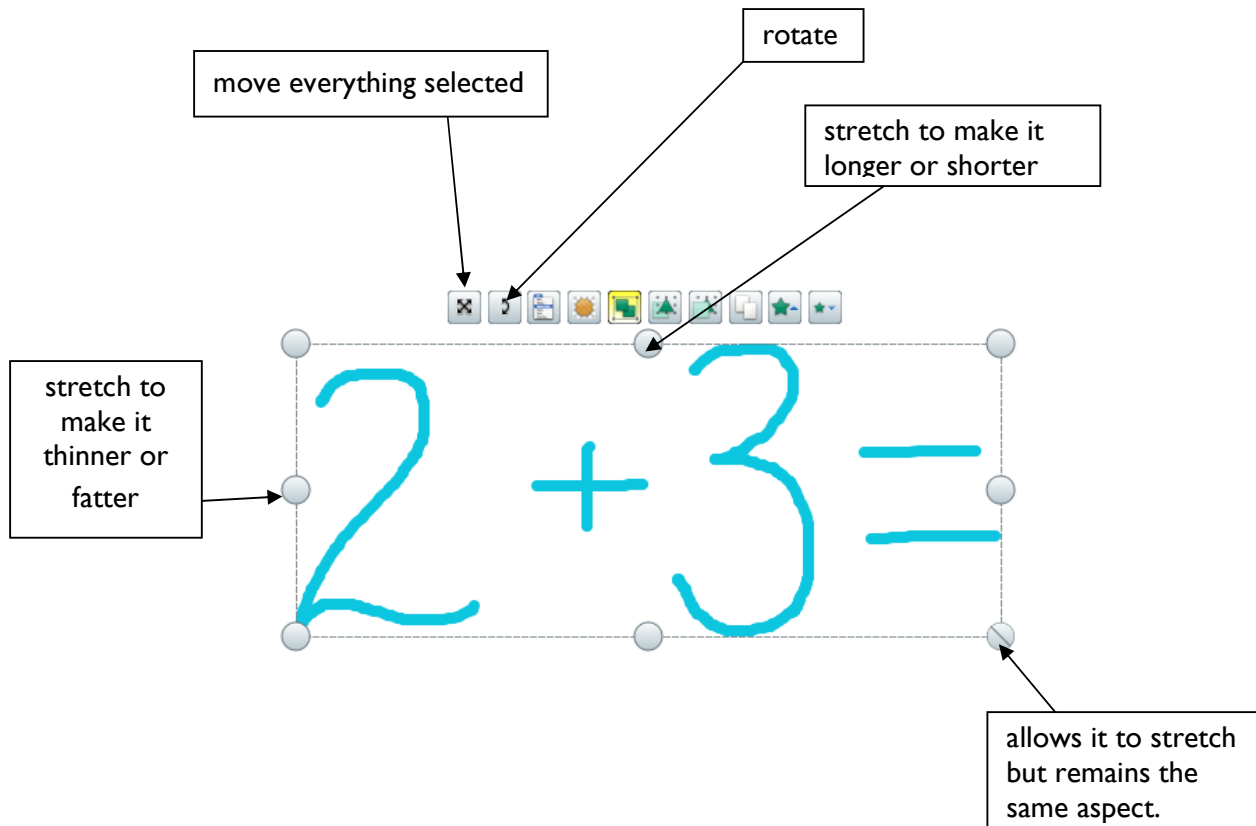 rotate
move everything selected
stretch to make it
longer or shorter
stretch to
make it
thinner or
fatter
2 + 3 =
allows it to stretch
but remains the
same aspect.